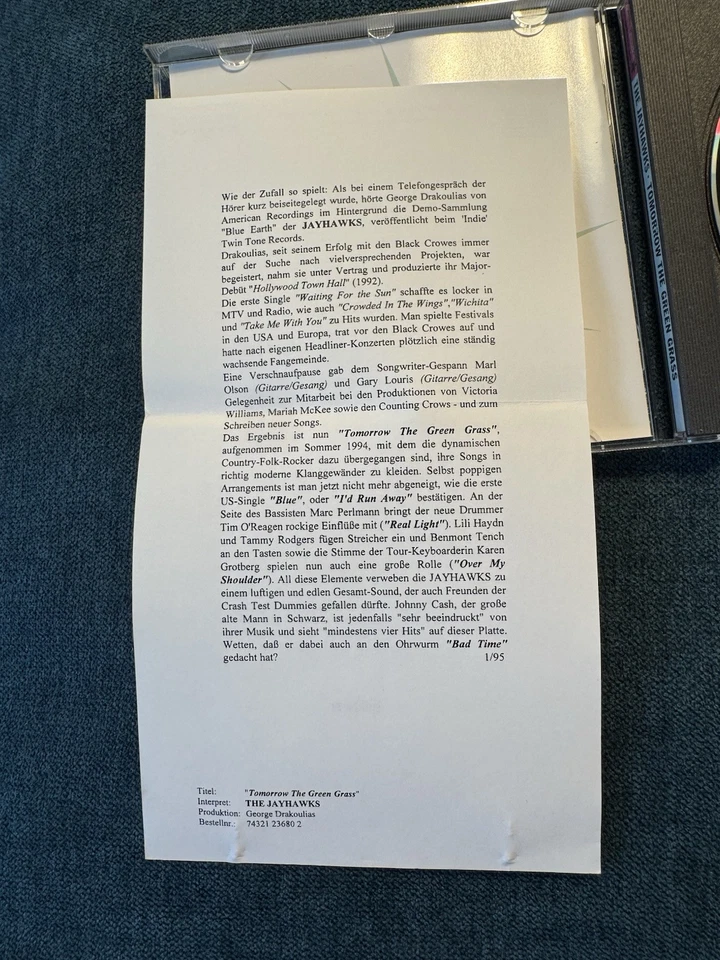 Wie der Zufall so spielt: Als bei einem Telefongespräch der
Hörer kurz beiseitegelegt wurde, hörte George Drakoulias von
American Recordings im Hintergrund die Demo-Sammlung
"Blue Earth" der JAYHAWKS, veröffentlicht beim 'Indie'
Twin Tone Records.
Drakoulias, seit seinem Erfolg mit den Black Crowes immer
auf der Suche nach vielversprechenden Projekten, war
begeistert, nahm sie unter Vertrag und produzierte ihr Major-
Debüt "Hollywood Town Hall" (1992).
Die erste Single "Waiting For the Sun" schaffte es locker in
MTV und Radio, wie auch "Crowded In The Wings","Wichita"
und "Take Me With You" zu Hits wurden. Man spielte Festivals
in den USA und Europa, trat vor den Black Crowes auf und
hatte nach eigenen Headliner-Konzerten plötzlich eine ständig
wachsende Fangemeinde.
Eine Verschnaufpause gab dem Songwriter-Gespann Marl
Olson (Gitarre/Gesang) und Gary Louris (Gitarre/Gesang)
Gelegenheit zur Mitarbeit bei den Produktionen von Victoria
Williams, Mariah McKee sowie den Counting Crows - und zum
Schreiben neuer Songs.
Das Ergebnis ist nun "Tomorrow The Green Grass",
aufgenommen im Sommer 1994, mit dem die dynamischen
Country-Folk-Rocker dazu übergegangen sind, ihre Songs in
richtig moderne Klanggewänder zu kleiden. Selbst poppigen
Arrangements ist man jetzt nicht mehr abgeneigt, wie die erste
US-Single "Blue", oder "I'd Run Away" bestätigen. An der
Seite des Bassisten Marc Perlmann bringt der neue Drummer
Tim O'Reagen rockige Einflüße mit ("Real Light"). Lili Haydn
und Tammy Rodgers fügen Streicher ein und Benmont Tench
an den Tasten sowie die Stimme der Tour-Keyboarderin Karen
Grotberg spielen nun auch eine große Rolle ("Over My
Shoulder"). All diese Elemente verweben die JAYHAWKS zu
einem luftigen und edlen Gesamt-Sound, der auch Freunden der
Crash Test Dummies gefallen dürfte. Johnny Cash, der große
alte Mann in Schwarz, ist jedenfalls "sehr beeindruckt" von
ihrer Musik und sieht "mindestens vier Hits" auf dieser Platte.
Wetten, daß er dabei auch an den Ohrwurm "Bad Time"
gedacht hat? 1/95
Titel: "Tomorrow The Green Grass"
Interpret: THE JAYHAWKS
Produktion: George Drakoulias
Bestellnr.: 74321 23680 2
THE JAYHAWKS · TOMORROW THE GREEN GRASS